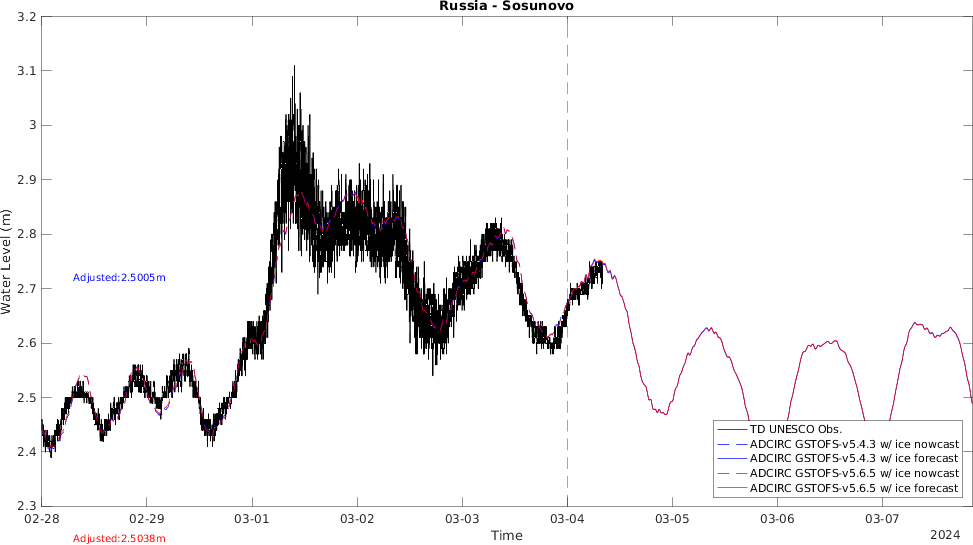 Russia - Sosunovo
3.2
3.1
3
2.9
2.8
2.7
2.6
2.5
2.4
2.3
Water Level (m)
Adjusted:2.5005m
TD UNESCO Obs.
ADCIRC GSTOFS-v5.4.3 w/ ice nowcast
ADCIRC GSTOFS-v5.4.3 w/ ice forecast
ADCIRC GSTOFS-v5.6.5 w/ ice nowcast
ADCIRC GSTOFS-v5.6.5 w/ ice forecast
02-28 02-29 03-01 03-02 03-03 03-04 03-05 03-06 03-07
Time
2024
Adjusted:2.5038m